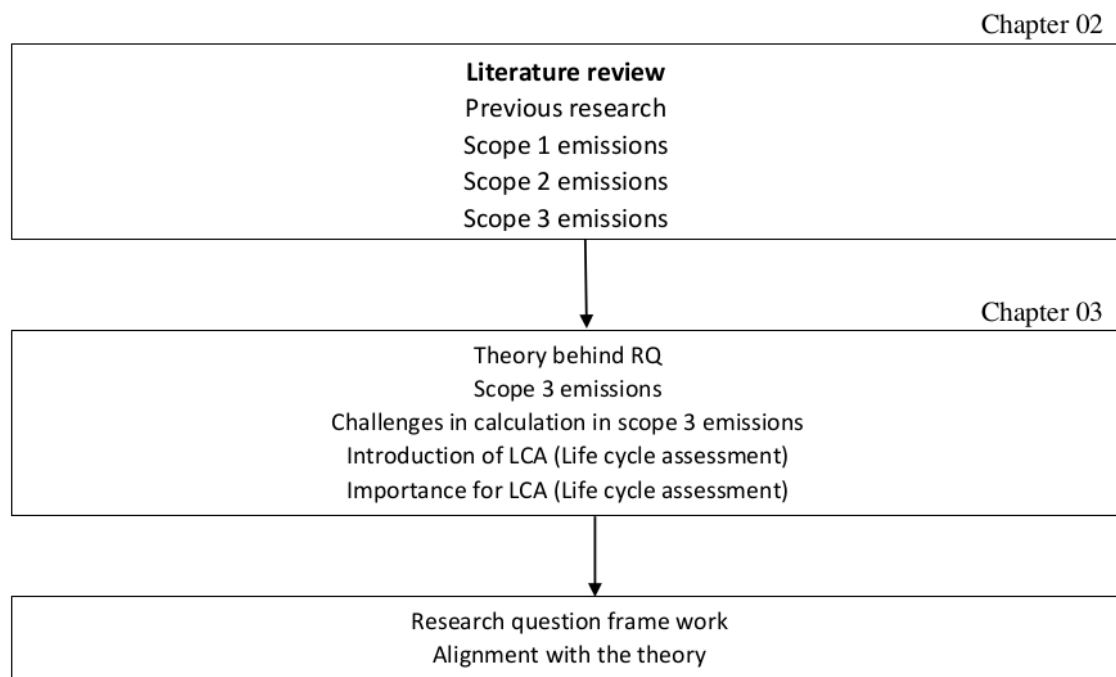 Chapter 02
Literature review
Previous research
Scope 1 emissions
Scope 2 emissions
Scope 3 emissions
Chapter 03
Theory behind RQ
Scope 3 emissions
Challenges in calculation in scope 3 emissions
Introduction of LCA (Life cycle assessment)
Importance for LCA (Life cycle assessment)
Research question frame work
Alignment with the theory